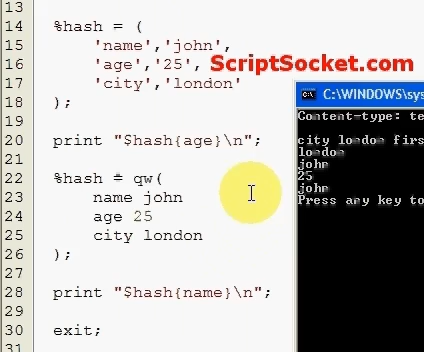 13
14 %hash = (
15 'name','john',
16 'age','25', ScriptSocket.com
17 'city','london'
18 );
19
20 print "$hash{age}\n";
21
22 %hash = qw(
23 name john
24 age 25
25 city london
26 );
27
28 print "$hash{name}\n";
29
30 exit;
31
C:\WINDOWS\sys
Content-type: te
city london firs
london
john
25
john
Press any key to